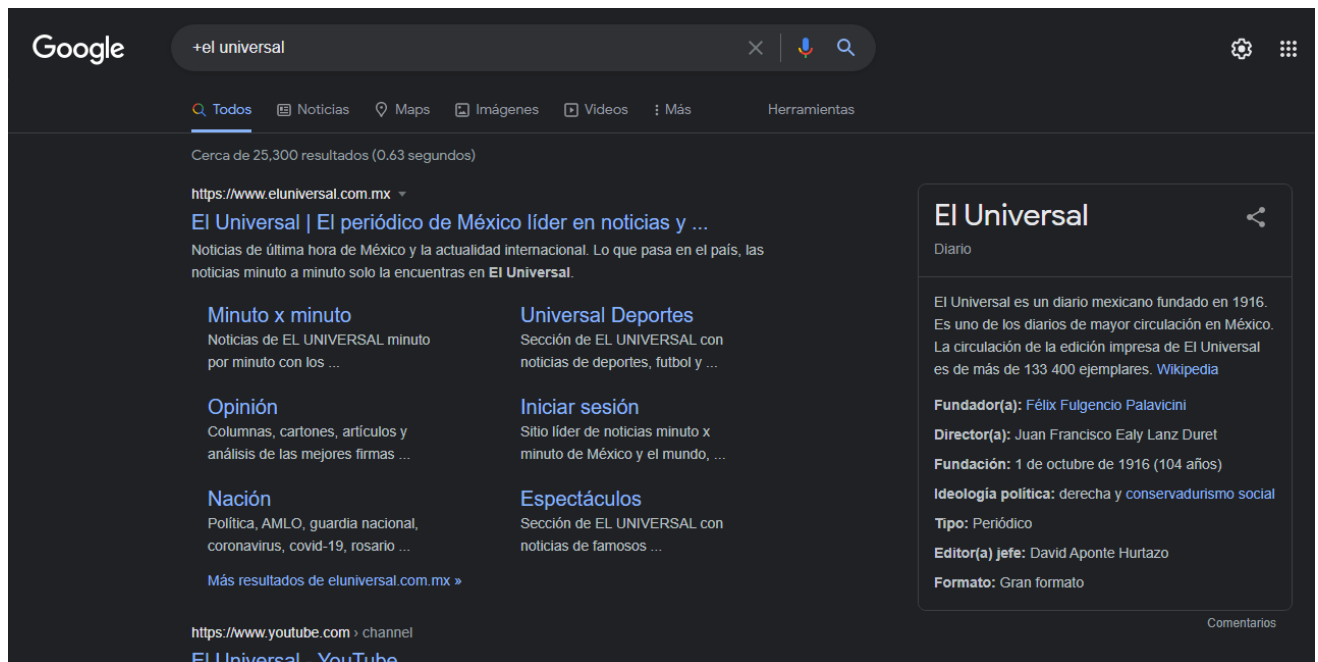 Google
+el universal
Todos Noticias Maps Imágenes Videos Más Herramientas
Cerca de 25,300 resultados (0.63 segundos)
https://www.eluniversal.com.mx
El Universal | El periódico de México líder en noticias y ...
Noticias de última hora de México y la actualidad internacional. Lo que pasa en el país, las
noticias minuto a minuto solo la encuentras en El Universal.
Minuto x minuto
Noticias de EL UNIVERSAL minuto
por minuto con los ...
Universal Deportes
Sección de EL UNIVERSAL con
noticias de deportes, futbol y ...
Opinión
Columnas, cartones, artículos y
análisis de las mejores firmas ...
Iniciar sesión
Sitio líder de noticias minuto x
minuto de México y el mundo, ...
Nación
Política, AMLO, guardia nacional,
coronavirus, covid-19, rosario ...
Espectáculos
Sección de EL UNIVERSAL con
noticias de famosos ...
Más resultados de eluniversal.com.mx »
https://www.youtube.com › channel
El Universal - YouTube
El Universal
Diario
El Universal es un diario mexicano fundado en 1916.
Es uno de los diarios de mayor circulación en México.
La circulación de la edición impresa de El Universal
es de más de 133 400 ejemplares. Wikipedia
Fundador(a): Félix Fulgencio Palavicini
Director(a): Juan Francisco Ealy Lanz Duret
Fundación: 1 de octubre de 1916 (104 años)
Ideología política: derecha y conservadurismo social
Tipo: Periódico
Editor(a) jefe: David Aponte Hurtazo
Formato: Gran formato
Comentarios